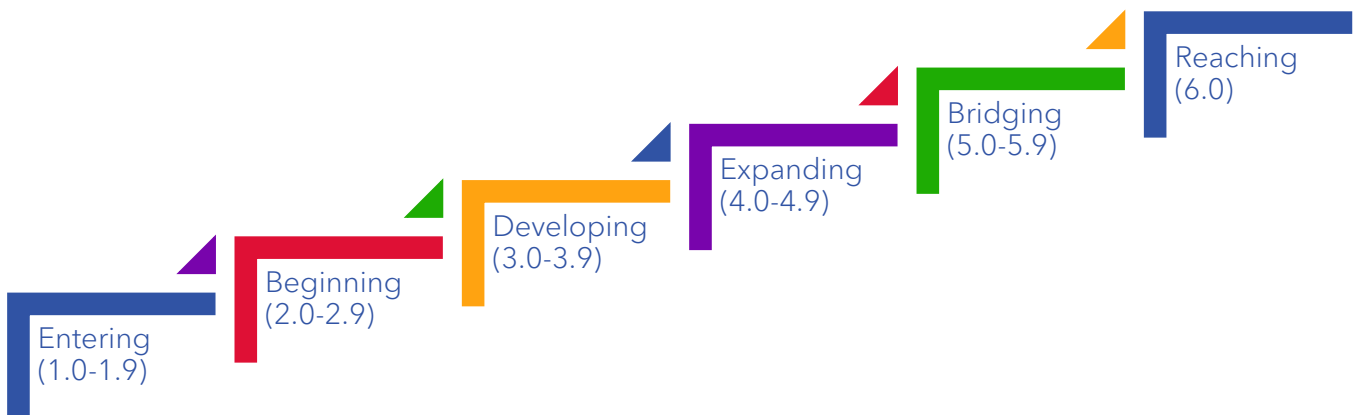 Entering
(1.0-1.9)
Beginning
(2.0-2.9)
Developing
(3.0-3.9)
Expanding
(4.0-4.9)
Bridging
(5.0-5.9)
Reaching
(6.0)